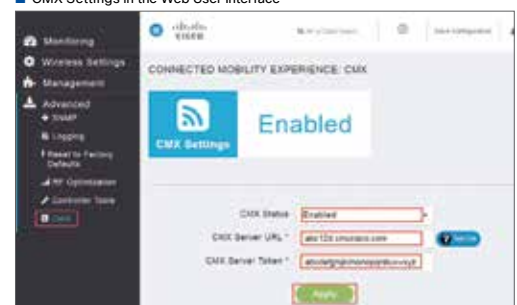 CMX Settings in the Web User Interface
CISCO
Monitoring
Wireless Settings
Management
Advanced
SNMP
Logging
Reset to Factory
Defaults
RF Optimization
Controller Tools
CMX
CONNECTED MOBILITY EXPERIENCE: CMX
CMX Settings
Enabled
CMX Status
Enabled
CMX Server URL *
CMX Server Token *
Apply